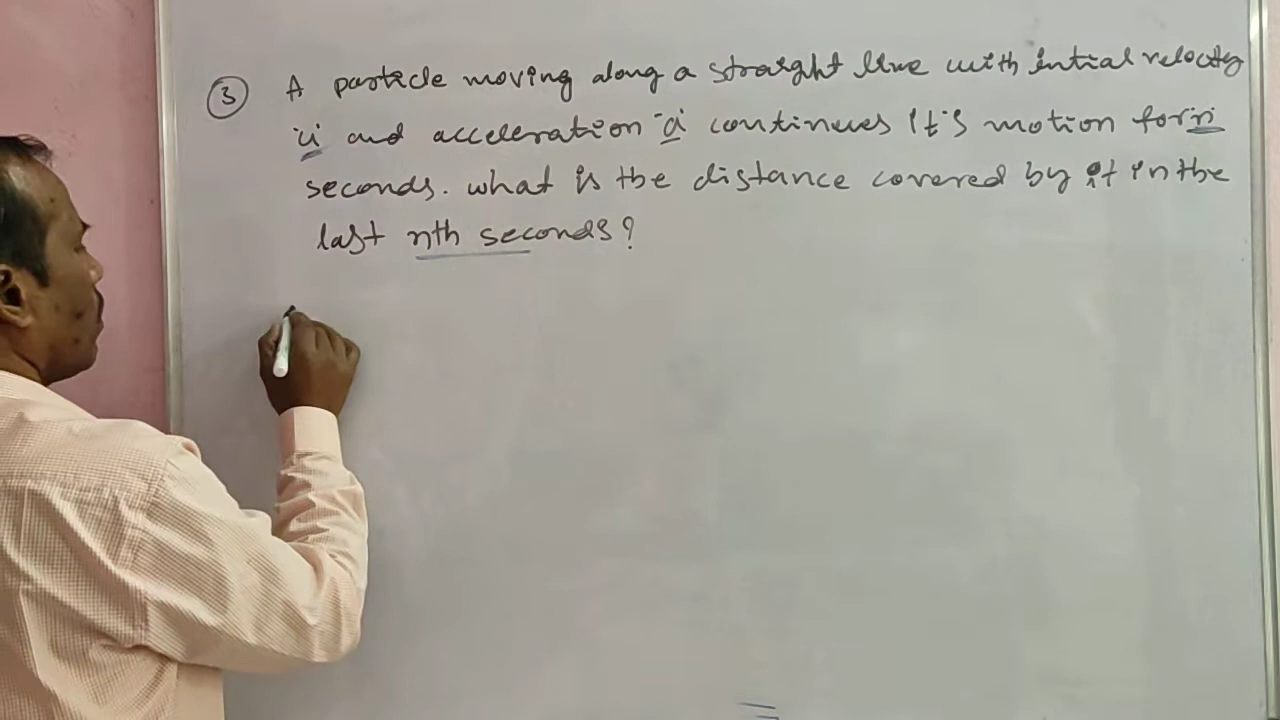 ③ A particle moving along a straight line with intial velocity
'u' and acceleration 'a' continues It's motion for 'n'
seconds. what is the distance covered by it in the
last nth seconds?